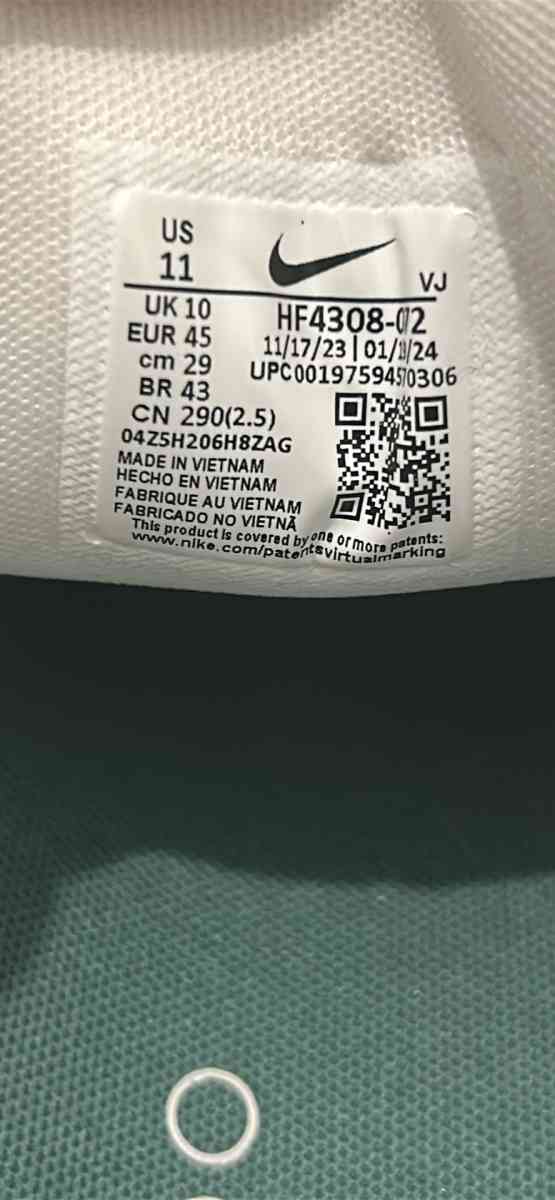 US
11
VJ
UK 10
EUR 45
cm 29
BR 43
CN 290(2.5)
04Z5H206H8ZAG
MADE IN VIETNAM
HECHO EN VIETNAM
FABRIQUE AU VIETNAM
FABRICADO NO VIETNÃ
HF4308-072
11/17/23 |
This product is covered by one or more patents:
www.nike.com/patentsvirtualmarking